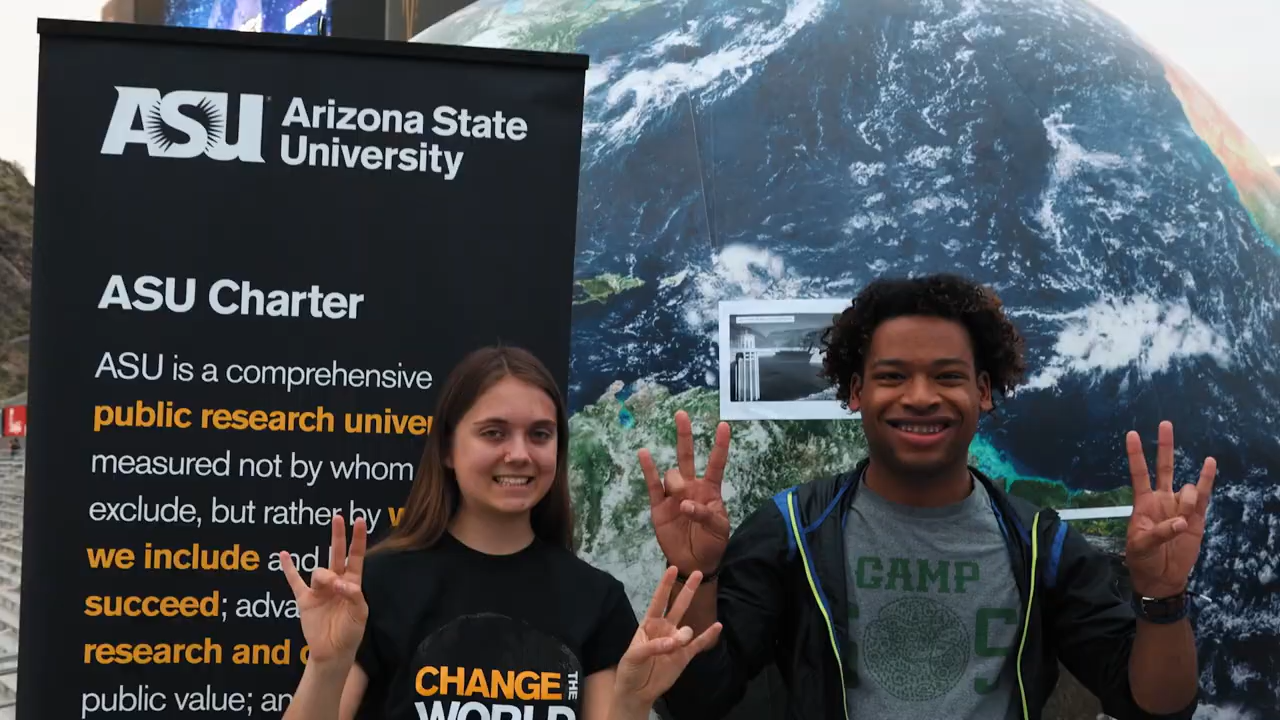 ASU Arizona State
University
ASU Charter
ASU is a comprehensive
public research univer
measured not by whom
exclude, but rather by w
we include and
succeed; adva
research and
public value; an
CHANGE
THE
WORLD
CAMP